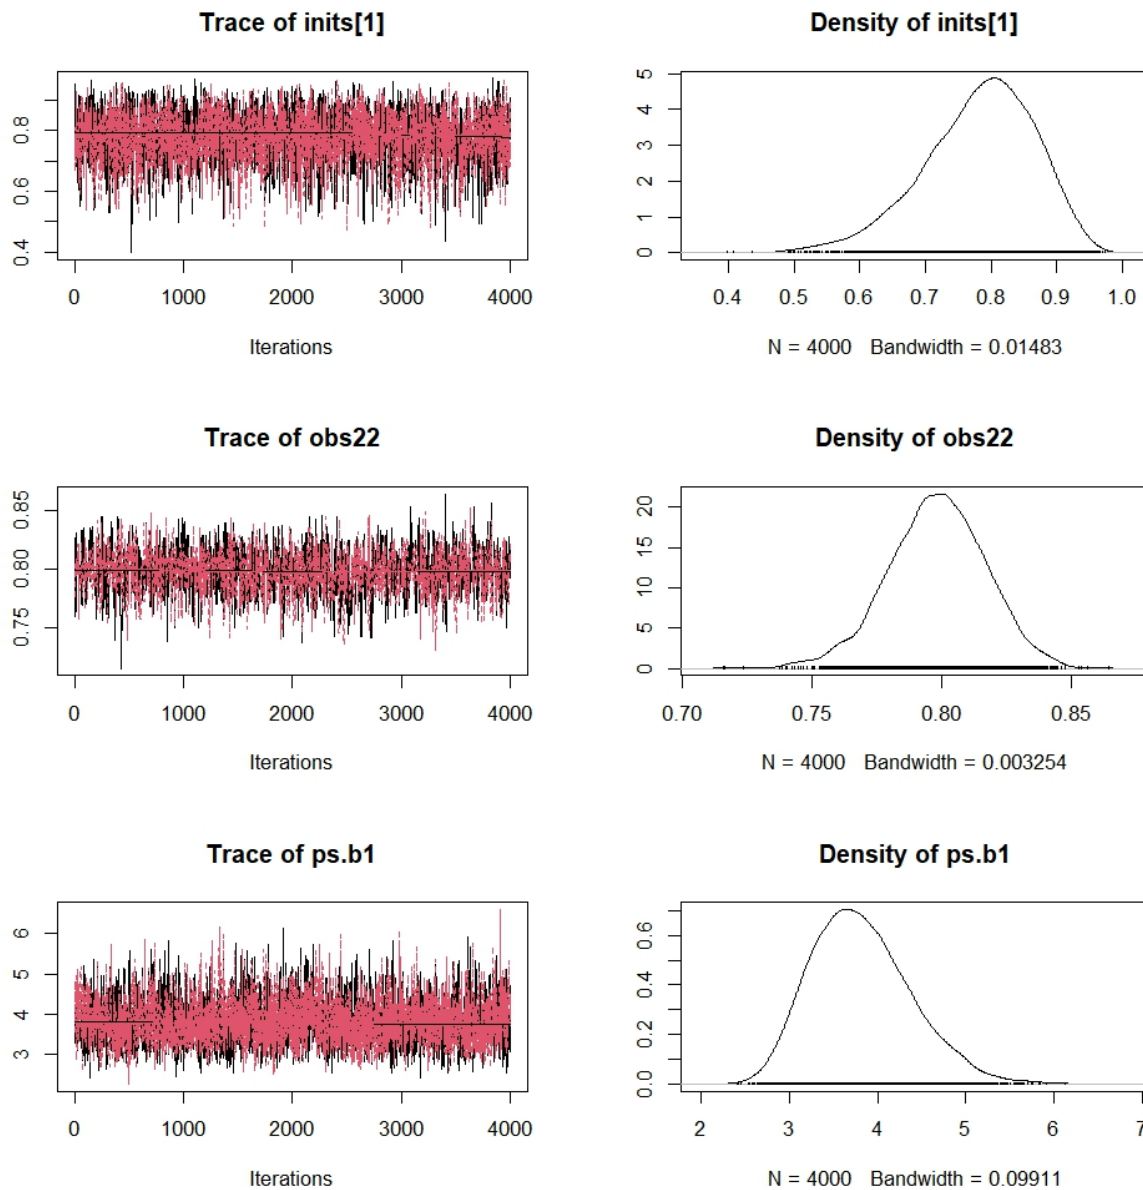 Trace of inits[1]
0.4 0.6 0.8
0 1000 2000 3000 4000
Iterations
Density of inits[1]
0 1 2 3 4 5
0.4 0.5 0.6 0.7 0.8 0.9 1.0
N = 4000 Bandwidth = 0.01483
Trace of obs22
0.75 0.80 0.85
0 1000 2000 3000 4000
Iterations
Density of obs22
0 5 10 15 20
0.70 0.75 0.80 0.85
N = 4000 Bandwidth = 0.003254
Trace of ps.b1
3 4 5 6
0 1000 2000 3000 4000
Iterations
Density of ps.b1
0.0 0.2 0.4 0.6
2 3 4 5 6 7
N = 4000 Bandwidth = 0.09911